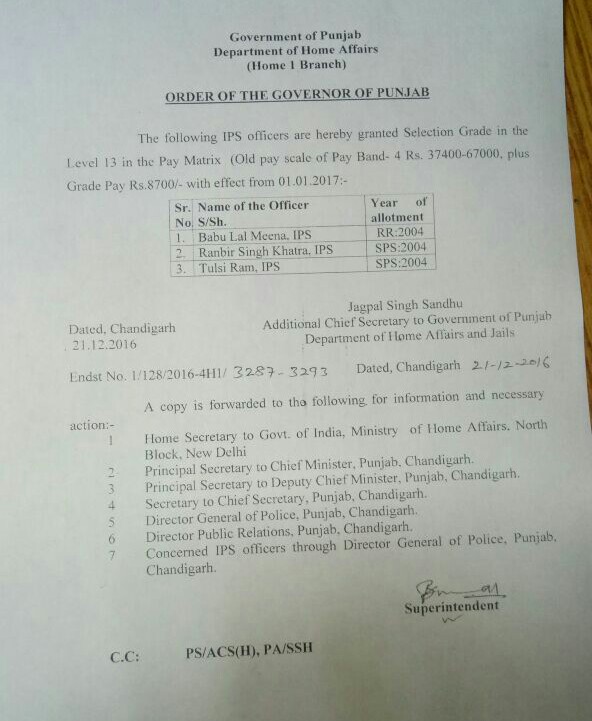 Government of Punjab
Department of Home Affairs
(Home 1 Branch)
ORDER OF THE GOVERNOR OF PUNJAB
The following IPS officers are hereby granted Selection Grade in the
Level 13 in the Pay Matrix (Old pay scale of Pay Band- 4 Rs. 37400-67000, plus
Grade Pay Rs.8700/- with effect from 01.01.2017:-
Sr. Name of the Officer Year of
No. S/Sh. allotment
1. Babu Lal Meena, IPS RR:2004
2. Ranbir Singh Khatra, IPS SPS:2004
3. Tulsi Ram, IPS SPS:2004
Jagpal Singh Sandhu
Dated, Chandigarh Additional Chief Secretary to Government of Punjab
21.12.2016 Department of Home Affairs and Jails
Endst No. 1/128/2016-4H1/ 3287-3293 Dated, Chandigarh 21-12-2016
A copy is forwarded to the following for information and necessary
action:-
1 Home Secretary to Govt. of India, Ministry of Home Affairs, North
Block, New Delhi
2 Principal Secretary to Chief Minister, Punjab, Chandigarh.
3 Principal Secretary to Deputy Chief Minister, Punjab, Chandigarh.
4 Secretary to Chief Secretary, Punjab, Chandigarh.
5 Director General of Police, Punjab, Chandigarh.
6 Director Public Relations, Punjab, Chandigarh.
7 Concerned IPS officers through Director General of Police, Punjab,
Chandigarh.
Superintendent
C.C: PS/ACS(H), PA/SSH